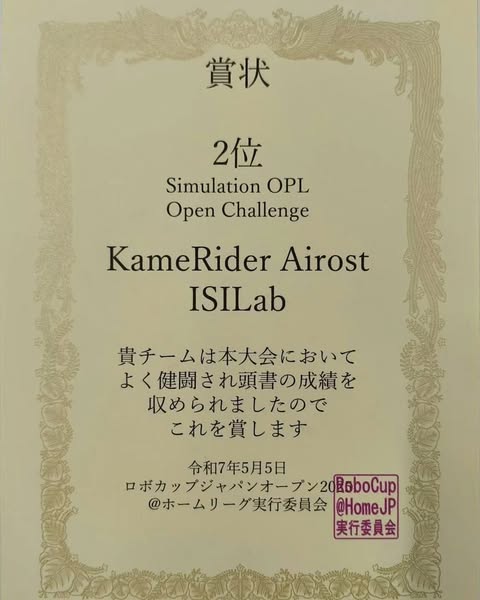 賞状
2位
Simulation OPL
Open Challenge
KameRider Airost
ISILab
貴チームは本大会において
よく健闘され頭書の成績を
収められましたので
これを賞します
令和7年5月5日
ロボカップジャパンオープン2025
@ホームリーグ実行委員会
RoboCup
@HomeJP
実行委員会